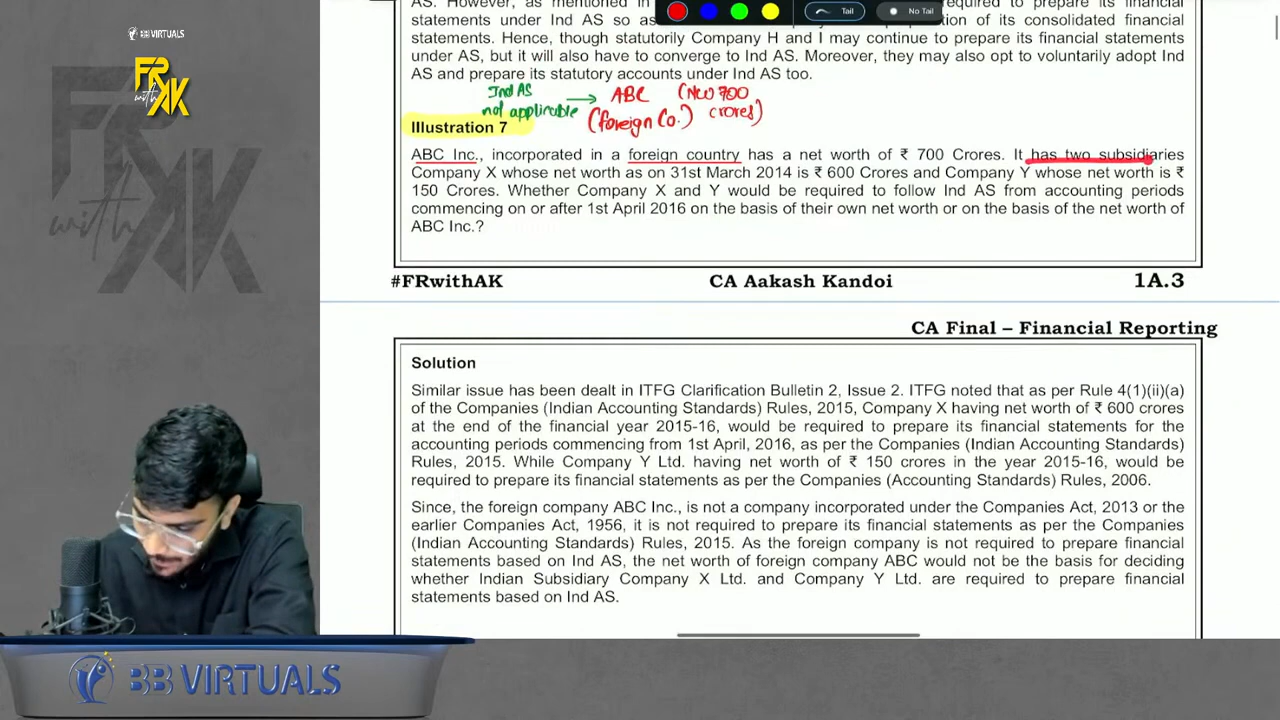 BB VIRTUALS
FR
with
AK
FR
with
AK
AS. However, as mentioned in
required to prepare its financial
Tail
No Tail
statements under Ind AS so as
tion of its consolidated financial
statements. Hence, though statutorily Company H and I may continue to prepare its financial statements
under AS, but it will also have to converge to Ind AS. Moreover, they may also opt to voluntarily adopt Ind
AS and prepare its statutory accounts under Ind AS too.
Ind AS
not applicable → ABC (NW 700
(foreign Co.) crores)
Illustration 7
ABC Inc., incorporated in a foreign country has a net worth of ₹ 700 Crores. It has two subsidiaries
Company X whose net worth as on 31st March 2014 is ₹ 600 Crores and Company Y whose net worth is ₹
150 Crores. Whether Company X and Y would be required to follow Ind AS from accounting periods
commencing on or after 1st April 2016 on the basis of their own net worth or on the basis of the net worth of
ABC Inc.?
#FRwithAK CA Aakash Kandoi 1A.3
CA Final – Financial Reporting
Solution
Similar issue has been dealt in ITFG Clarification Bulletin 2, Issue 2. ITFG noted that as per Rule 4(1)(ii)(a)
of the Companies (Indian Accounting Standards) Rules, 2015, Company X having net worth of ₹ 600 crores
at the end of the financial year 2015-16, would be required to prepare its financial statements for the
accounting periods commencing from 1st April, 2016, as per the Companies (Indian Accounting Standards)
Rules, 2015. While Company Y Ltd. having net worth of ₹ 150 crores in the year 2015-16, would be
required to prepare its financial statements as per the Companies (Accounting Standards) Rules, 2006.
Since, the foreign company ABC Inc., is not a company incorporated under the Companies Act, 2013 or the
earlier Companies Act, 1956, it is not required to prepare its financial statements as per the Companies
(Indian Accounting Standards) Rules, 2015. As the foreign company is not required to prepare financial
statements based on Ind AS, the net worth of foreign company ABC would not be the basis for deciding
whether Indian Subsidiary Company X Ltd. and Company Y Ltd. are required to prepare financial
statements based on Ind AS.
BB VIRTUALS